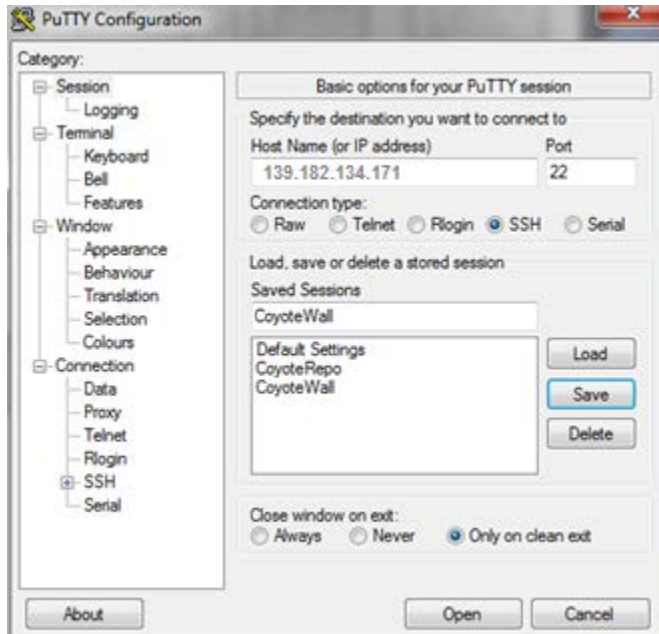 PuTTY Configuration
Category:
Session
Logging
Terminal
Keyboard
Bell
Features
Window
Appearance
Behaviour
Translation
Selection
Colours
Connection
Data
Proxy
Telnet
Rlogin
SSH
Serial
Basic options for your PuTTY session
Specify the destination you want to connect to
Host Name (or IP address) Port
139.182.134.171 22
Connection type:
Raw Telnet Rlogin SSH Serial
Load, save or delete a stored session
Saved Sessions
CoyoteWall
Default Settings
CoyoteRepo
CoyoteWall
Load
Save
Delete
Close window on exit:
Always Never Only on clean exit
About Open Cancel